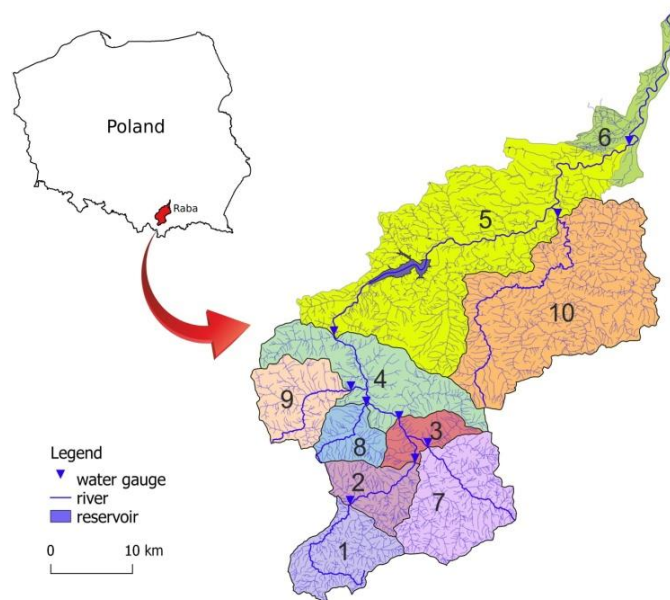 Poland
Raba
6
5
10
4
9
3
8
2
7
1
Legend
water gauge
river
reservoir
0 10 km